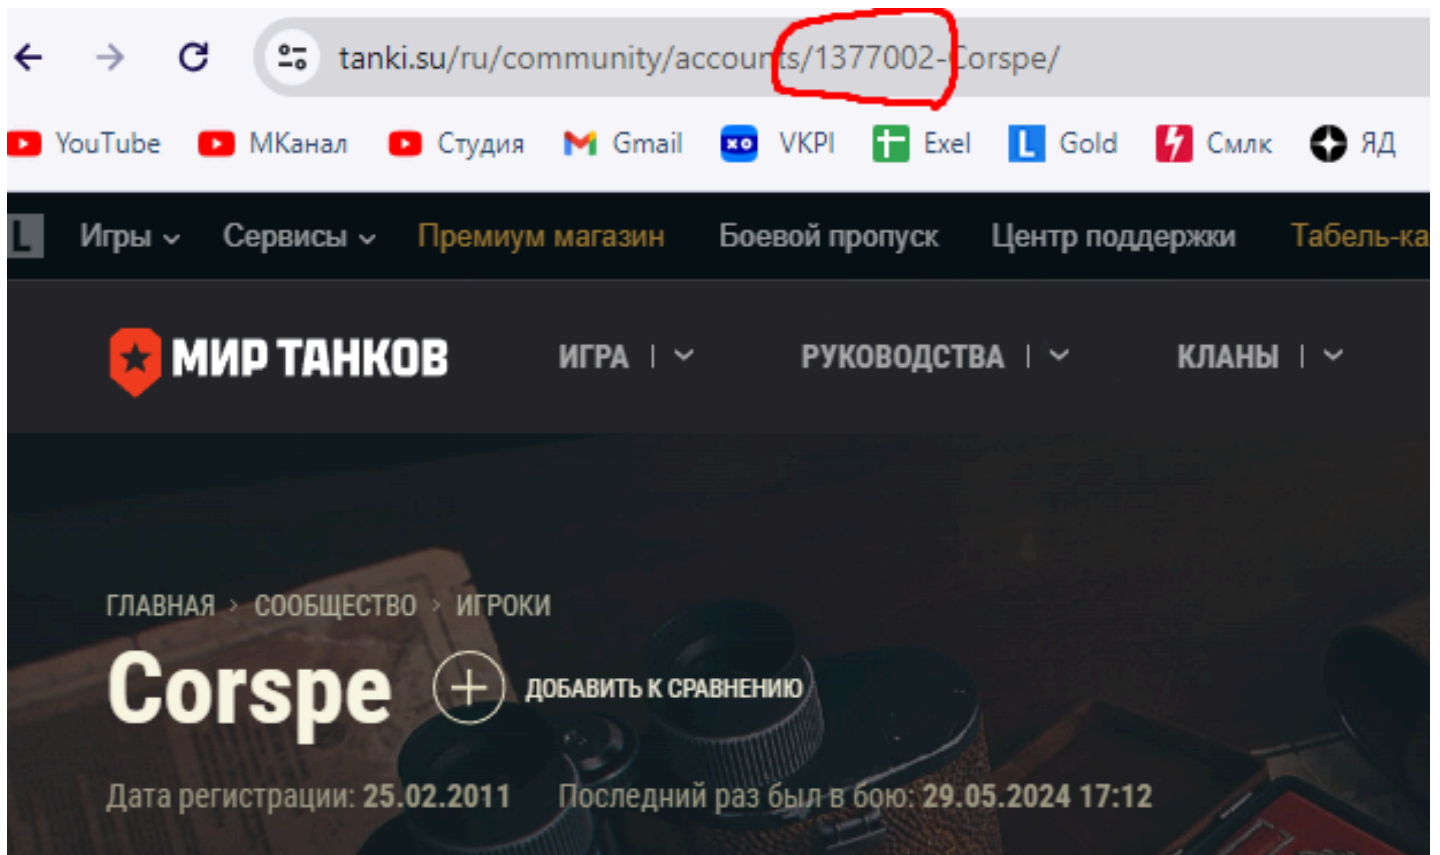 tanki.su/ru/community/accounts/1377002-Corspe/
YouTube МКанал Студия Gmail VKPI Exel L Gold Смлк ЯД
L Игры Сервисы Премиум магазин Боевой пропуск Центр поддержки Табель-ка
МИР ТАНКОВ ИГРА РУКОВОДСТВА КЛАНЫ
ГЛАВНАЯ > СООБЩЕСТВО > ИГРОКИ
Corspe ДОБАВИТЬ К СРАВНЕНИЮ
Дата регистрации: 25.02.2011 Последний раз был в бою: 29.05.2024 17:12